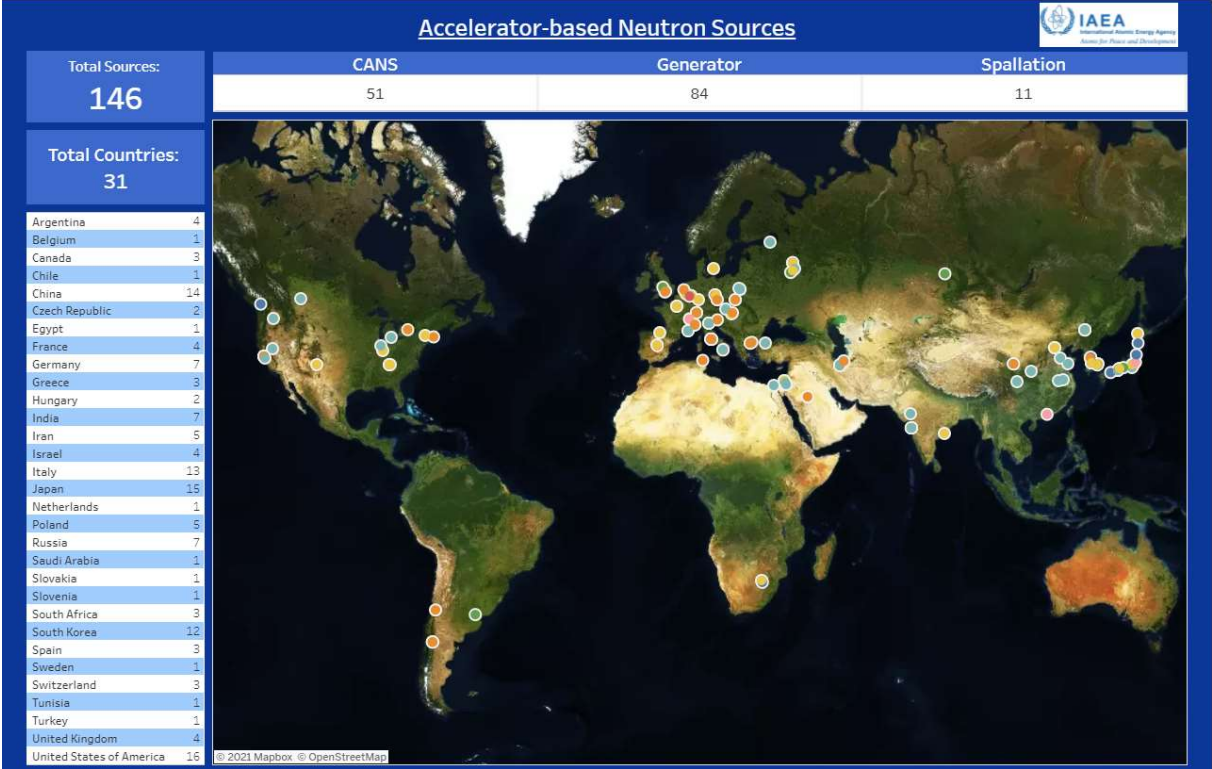 Accelerator-based Neutron Sources
IAEA
International Atomic Energy Agency
Atoms for Peace and Development
Total Sources:
146
CANS Generator Spallation
51 84 11
Total Countries:
31
Argentina 4
Belgium 1
Canada 3
Chile 1
China 14
Czech Republic 2
Egypt 1
France 4
Germany 7
Greece 3
Hungary 2
India 7
Iran 5
Israel 4
Italy 13
Japan 15
Netherlands 1
Poland 5
Russia 7
Saudi Arabia 1
Slovakia 1
Slovenia 1
South Africa 3
South Korea 12
Spain 3
Sweden 1
Switzerland 3
Tunisia 1
Turkey 1
United Kingdom 4
United States of America 16
© 2021 Mapbox © OpenStreetMap